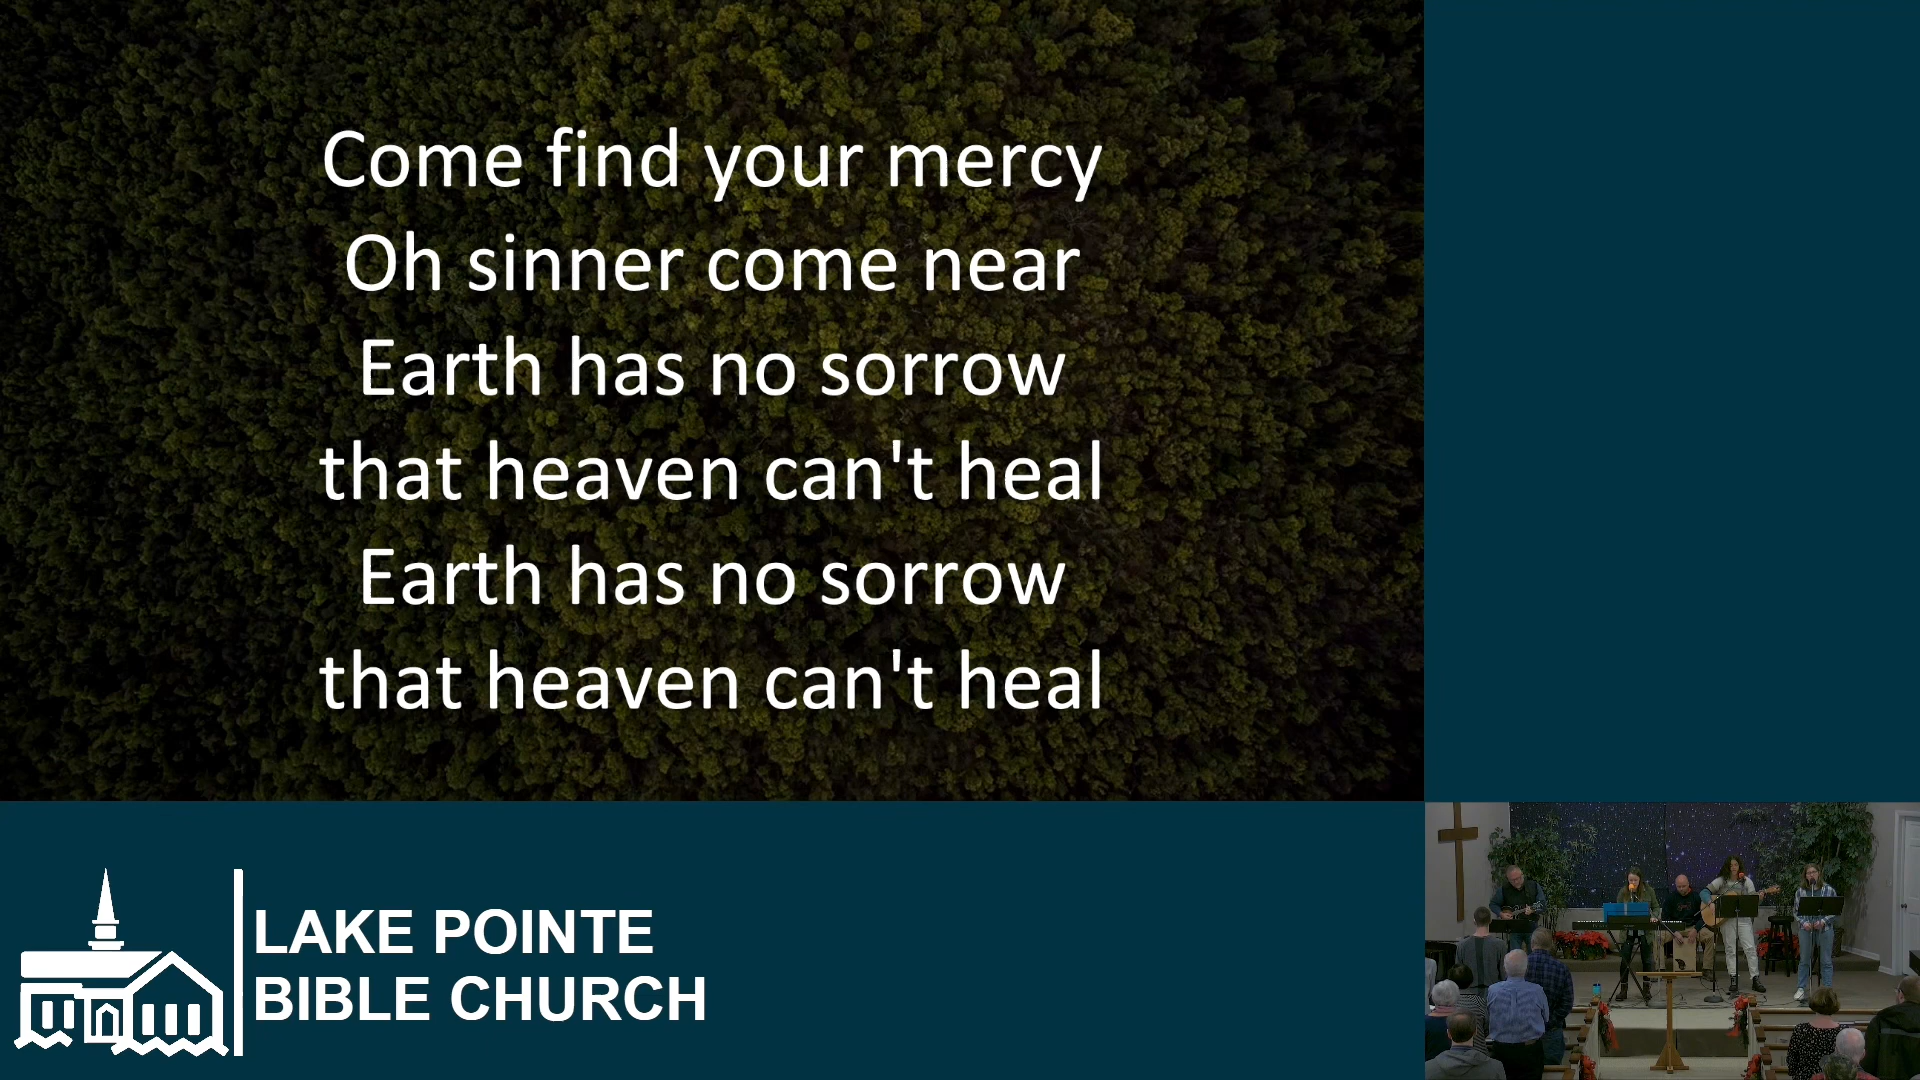 Come find your mercy
Oh sinner come near
Earth has no sorrow
that heaven can't heal
Earth has no sorrow
that heaven can't heal
LAKE POINTE
BIBLE CHURCH